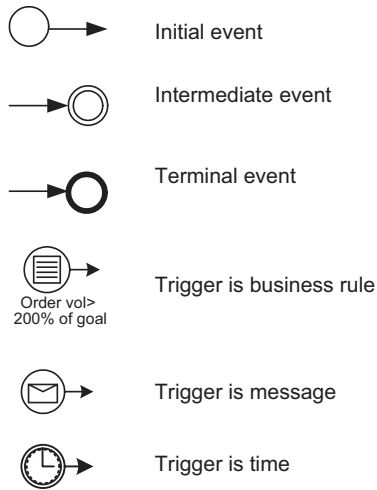 Initial event
Intermediate event
Terminal event
Order vol>
200% of goal
Trigger is business rule
Trigger is message
Trigger is time